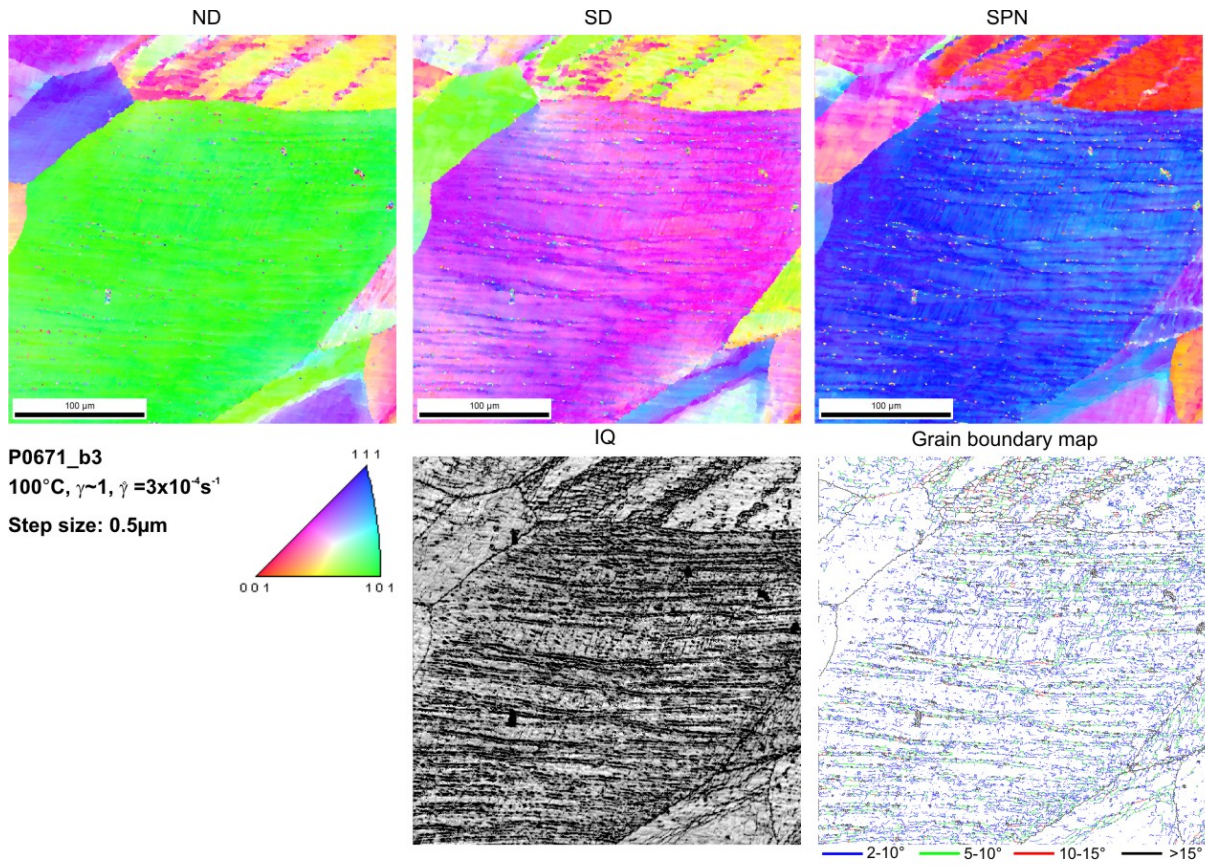 ND SD SPN
100 µm 100 µm 100 µm
IQ Grain boundary map
P0671_b3
100°C, γ~1, γ̇ =3x10⁻⁴s⁻¹
Step size: 0.5µm
1 1 1
0 0 1 1 0 1
2-10° 5-10° 10-15° >15°